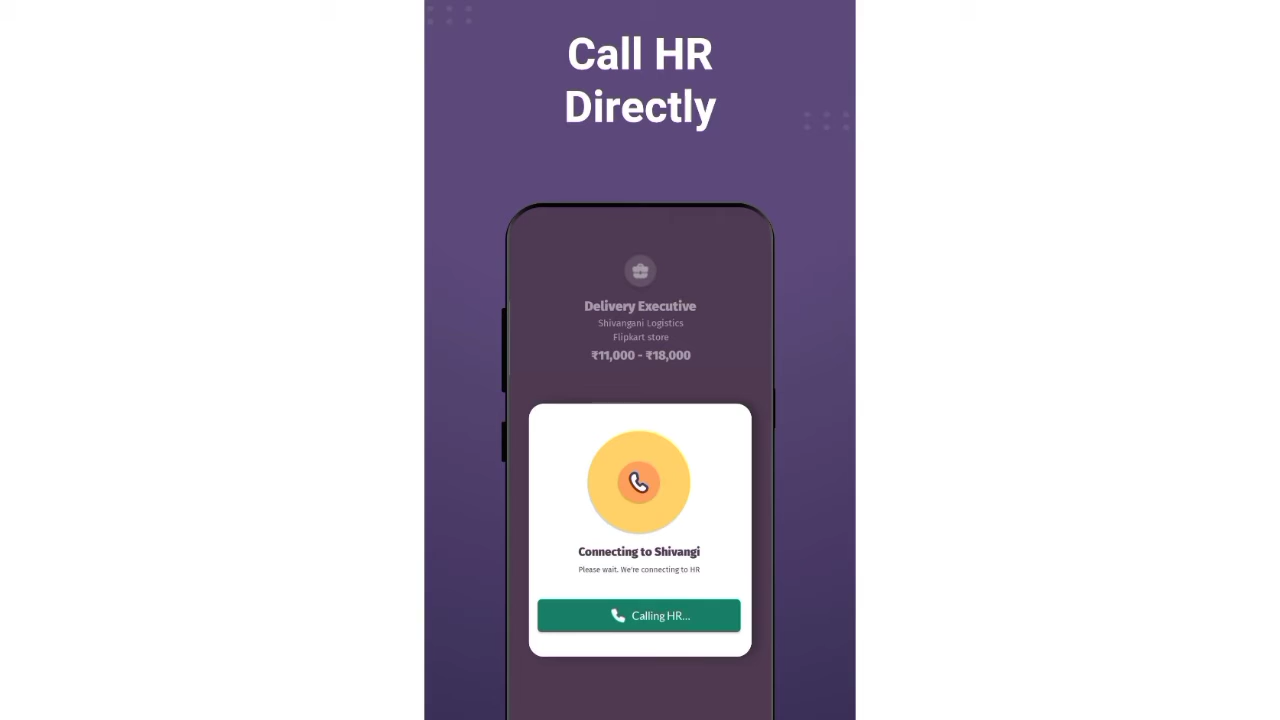 Call HR
Directly
Delivery Executive
Shivangani Logistics
Flipkart store
₹11,000 - ₹18,000
Connecting to Shivangi
Please wait. We're connecting to HR
Calling HR...